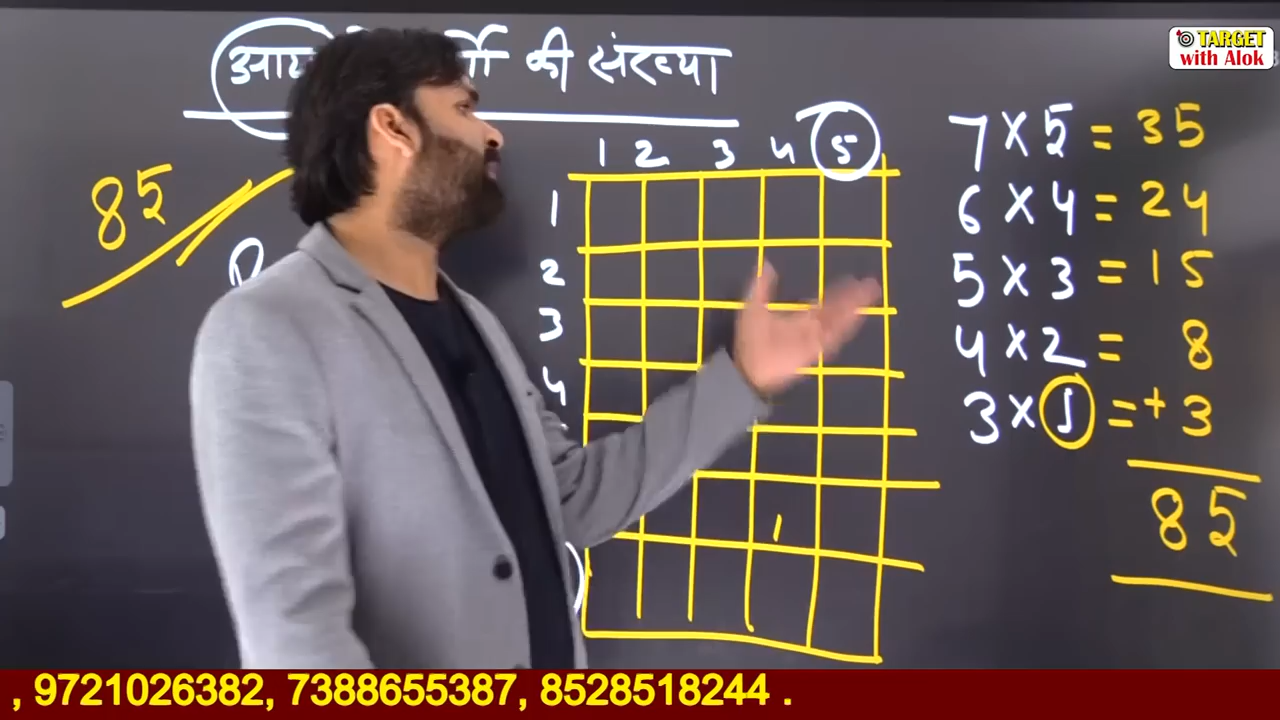 TARGET
with Alok
की संख्या
85
1 2 3 4 5
1
2
3
4
1
7 × 5 = 35
6 × 4 = 24
5 × 3 = 15
4 × 2 = 8
3 × 1 = + 3
85
, 9721026382, 7388655387, 8528518244 .